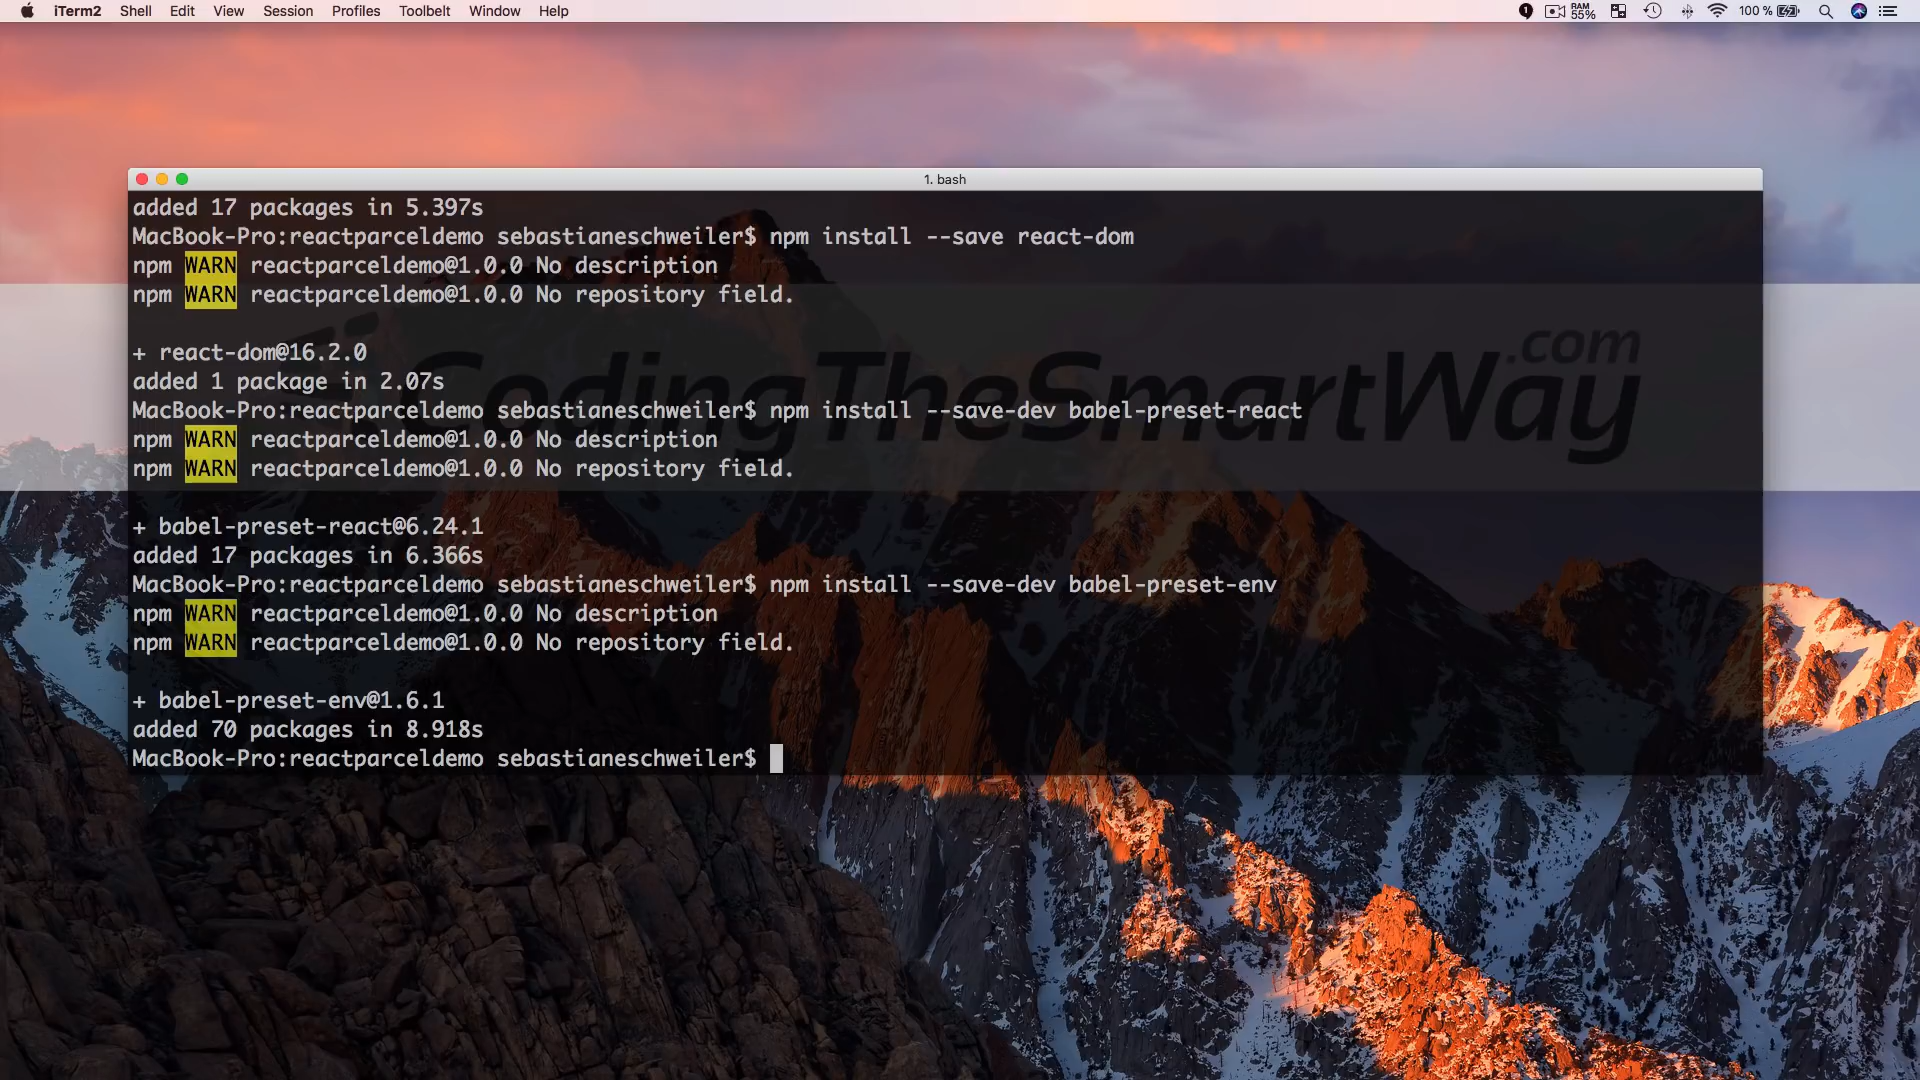 iTerm2 Shell Edit View Session Profiles Toolbelt Window Help
1 RAM 55% 100 %
1. bash
added 17 packages in 5.397s
MacBook-Pro:reactparceldemo sebastianeschweiler$ npm install --save react-dom
npm WARN reactparceldemo@1.0.0 No description
npm WARN reactparceldemo@1.0.0 No repository field.
+ react-dom@16.2.0
added 1 package in 2.07s
MacBook-Pro:reactparceldemo sebastianeschweiler$ npm install --save-dev babel-preset-react
npm WARN reactparceldemo@1.0.0 No description
npm WARN reactparceldemo@1.0.0 No repository field.
+ babel-preset-react@6.24.1
added 17 packages in 6.366s
MacBook-Pro:reactparceldemo sebastianeschweiler$ npm install --save-dev babel-preset-env
npm WARN reactparceldemo@1.0.0 No description
npm WARN reactparceldemo@1.0.0 No repository field.
+ babel-preset-env@1.6.1
added 70 packages in 8.918s
MacBook-Pro:reactparceldemo sebastianeschweiler$
CodingTheSmartWay.com